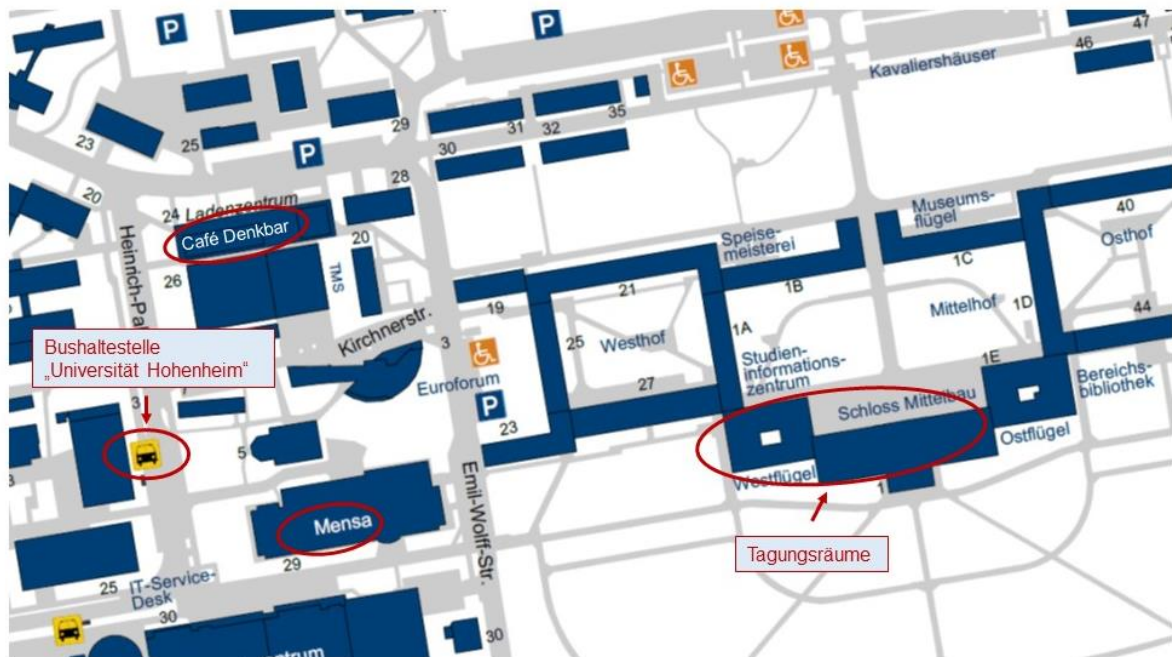 P
P
47
46
Kavaliershäuser
23
25
P
29
31
32
35
30
20
24
Ladenzentrum
28
Café Denkbar
20
26
TMS
Heinrich-Pa
Museums-
flügel
40
Speise-
meisterei
Osthof
1C
1B
21
19
Kirchnerstr.
3
25
Westhof
1A
Mittelhof
1D
44
Bushaltestelle
„Universität Hohenheim“
Studien-
informations-
zentrum
1E
Bereichs-
bibliothek
Euroforum
27
P
23
Schloss Mittelbau
3
5
Ostflügel
Westflügel
1
Emil-Wolff-Str.
Mensa
Tagungsräume
29
25
IT-Service-
Desk
30
30